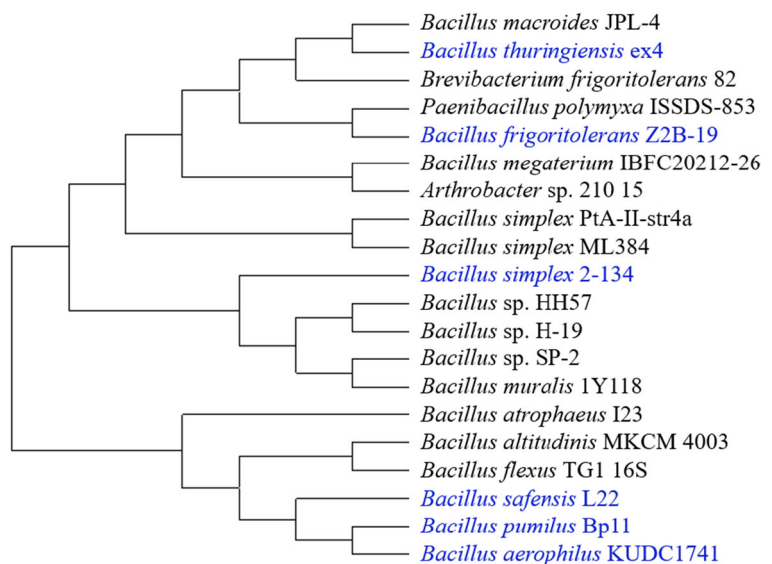 Bacillus macroides JPL-4
Bacillus thuringiensis ex4
Brevibacterium frigoritolerans 82
Paenibacillus polymyxa ISSDS-853
Bacillus frigoritolerans Z2B-19
Bacillus megaterium IBFC20212-26
Arthrobacter sp. 210 15
Bacillus simplex PtA-II-str4a
Bacillus simplex ML384
Bacillus simplex 2-134
Bacillus sp. HH57
Bacillus sp. H-19
Bacillus sp. SP-2
Bacillus muralis 1Y118
Bacillus atrophaeus I23
Bacillus altitudinis MKCM 4003
Bacillus flexus TG1 16S
Bacillus safensis L22
Bacillus pumilus Bp11
Bacillus aerophilus KUDC1741